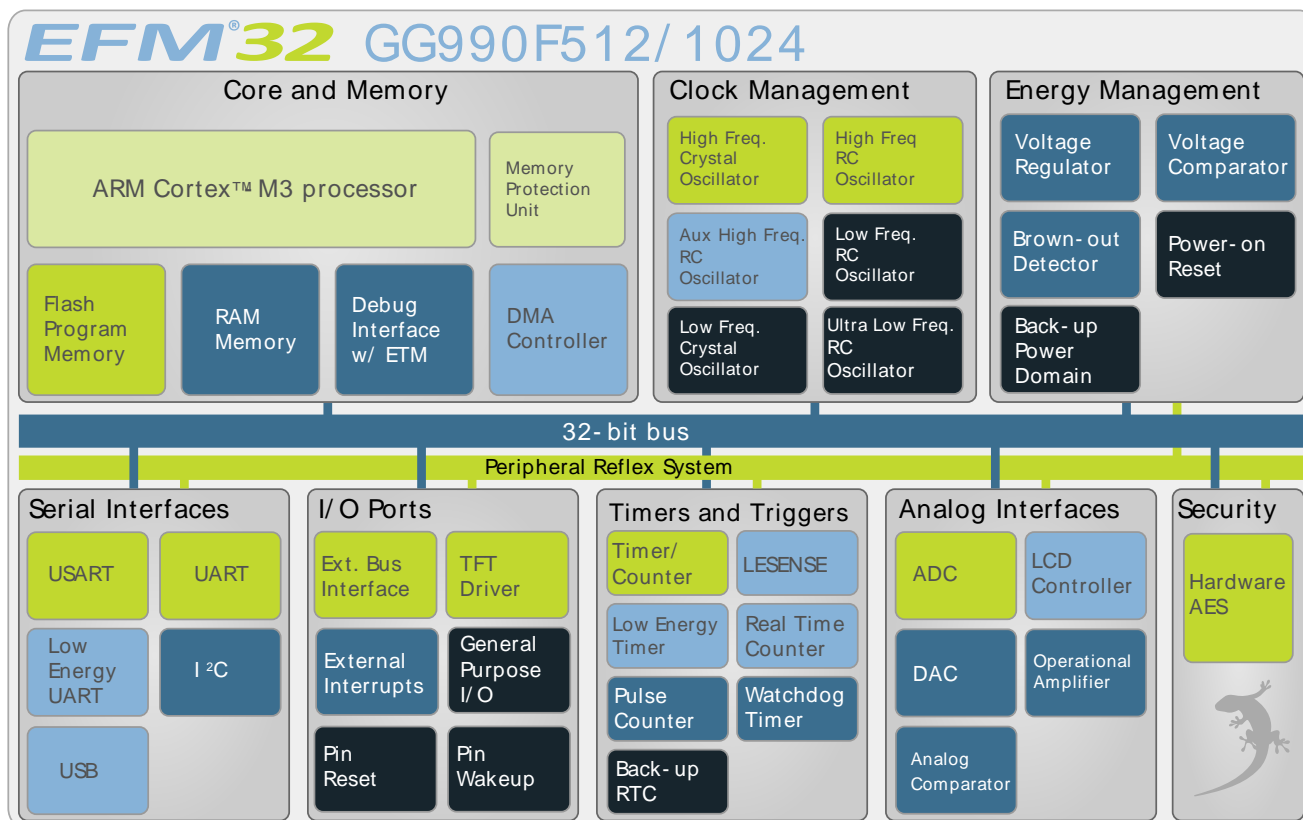 EFM®32 GG990F512/1024
Core and Memory
ARM Cortex™ M3 processor
Memory
Protection
Unit
Flash
Program
Memory
RAM
Memory
Debug
Interface
w/ ETM
DMA
Controller
Clock Management
High Freq.
Crystal
Oscillator
High Freq
RC
Oscillator
Aux High Freq.
RC
Oscillator
Low Freq.
RC
Oscillator
Low Freq.
Crystal
Oscillator
Ultra Low Freq.
RC
Oscillator
Energy Management
Voltage
Regulator
Voltage
Comparator
Brown-out
Detector
Power-on
Reset
Back-up
Power
Domain
32-bit bus
Peripheral Reflex System
Serial Interfaces
USART
UART
Low
Energy
UART
I²C
USB
I/O Ports
Ext. Bus
Interface
TFT
Driver
External
Interrupts
General
Purpose
I/O
Pin
Reset
Pin
Wakeup
Timers and Triggers
Timer/
Counter
LESENSE
Low Energy
Timer
Real Time
Counter
Pulse
Counter
Watchdog
Timer
Back-up
RTC
Analog Interfaces
ADC
LCD
Controller
DAC
Operational
Amplifier
Analog
Comparator
Security
Hardware
AES